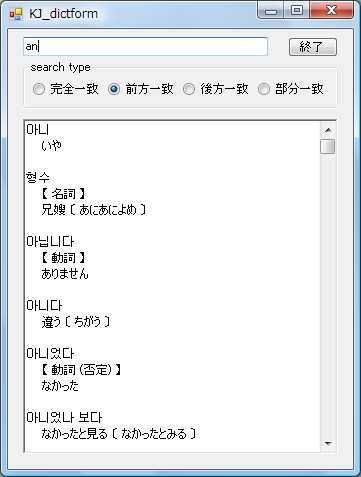 KJ_dictform
an
終了
search type
完全一致 前方一致 後方一致 部分一致
아니
いや
형수
【 名詞 】
兄嫂 〔 あにあによめ 〕
아닙니다
【 動詞 】
ありません
아니다
違う 〔 ちがう 〕
아니었다
【 動詞 (否定) 】
なかった
아니었나 보다
なかったと見る 〔 なかったとみる 〕